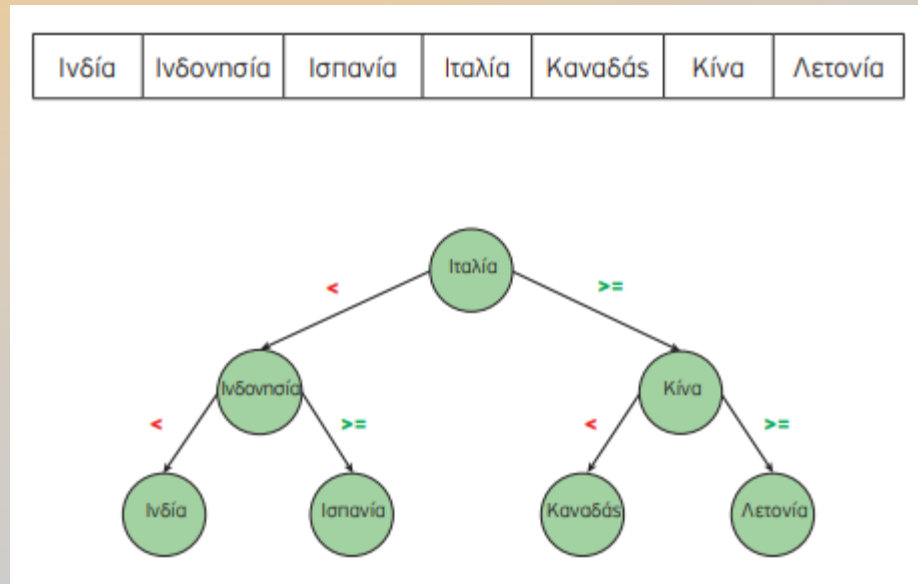 Ινδία Ινδονησία Ισπανία Ιταλία Καναδάς Κίνα Λετονία
Ιταλία
< >=
Ινδονησία Κίνα
< >= < >=
Ινδία Ισπανία Καναδάς Λετονία